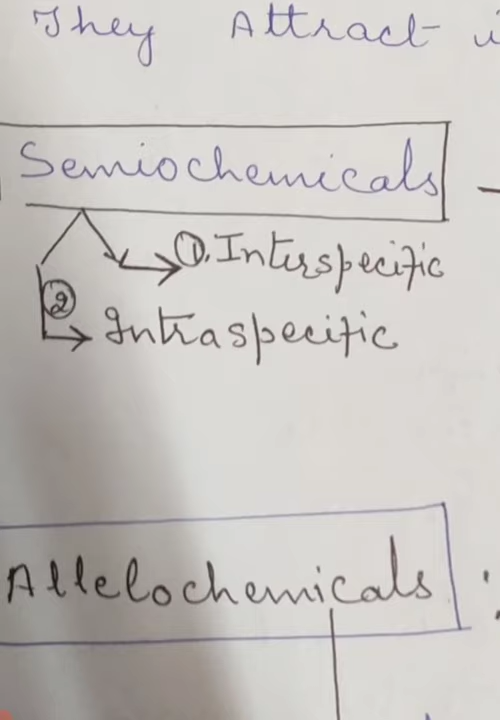 They Attract
Semiochemicals
①. Interspecific
② Intraspecific
Allelochemicals :